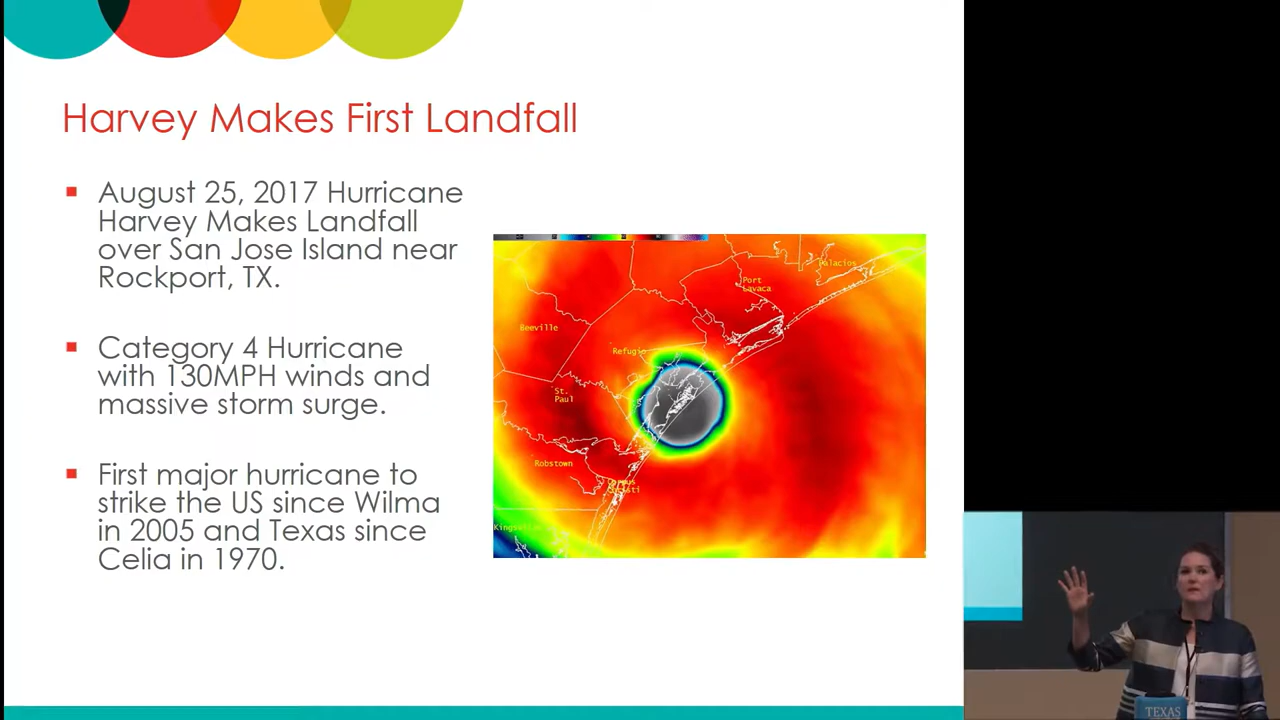 Harvey Makes First Landfall
August 25, 2017 Hurricane
Harvey Makes Landfall
over San Jose Island near
Rockport, TX.
Category 4 Hurricane
with 130MPH winds and
massive storm surge.
First major hurricane to
strike the US since Wilma
in 2005 and Texas since
Celia in 1970.
Palacios
Port
Lavaca
Beeville
Refugio
St.
Paul
Robstown
Corpus
Christi
TEXAS